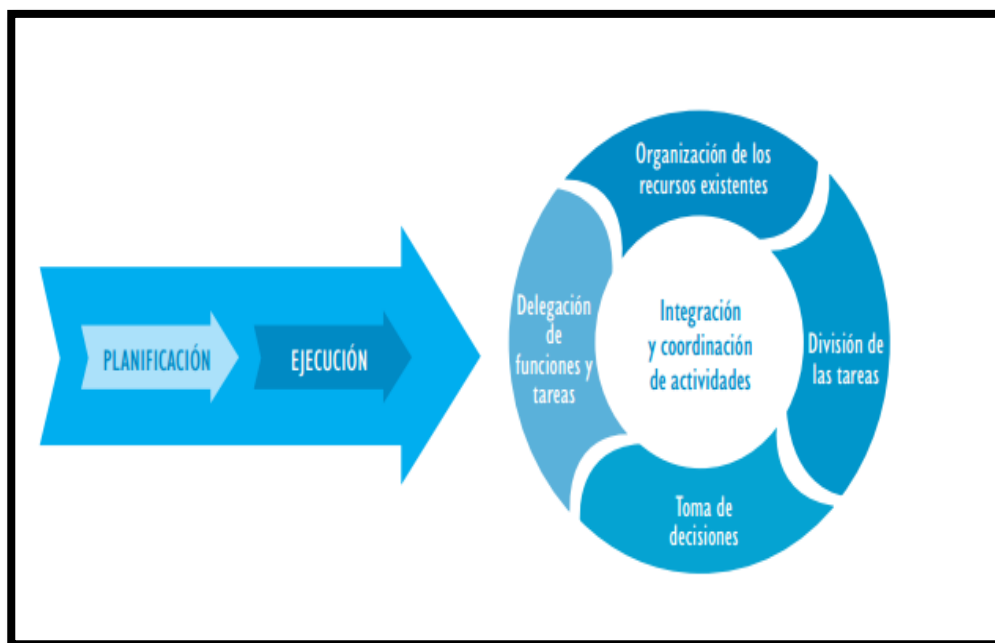 PLANIFICACIÓN
EJECUCIÓN
Organización de los
recursos existentes
División de
las tareas
Toma de
decisiones
Delegación
de
funciones y
tareas
Integración
y coordinación
de actividades